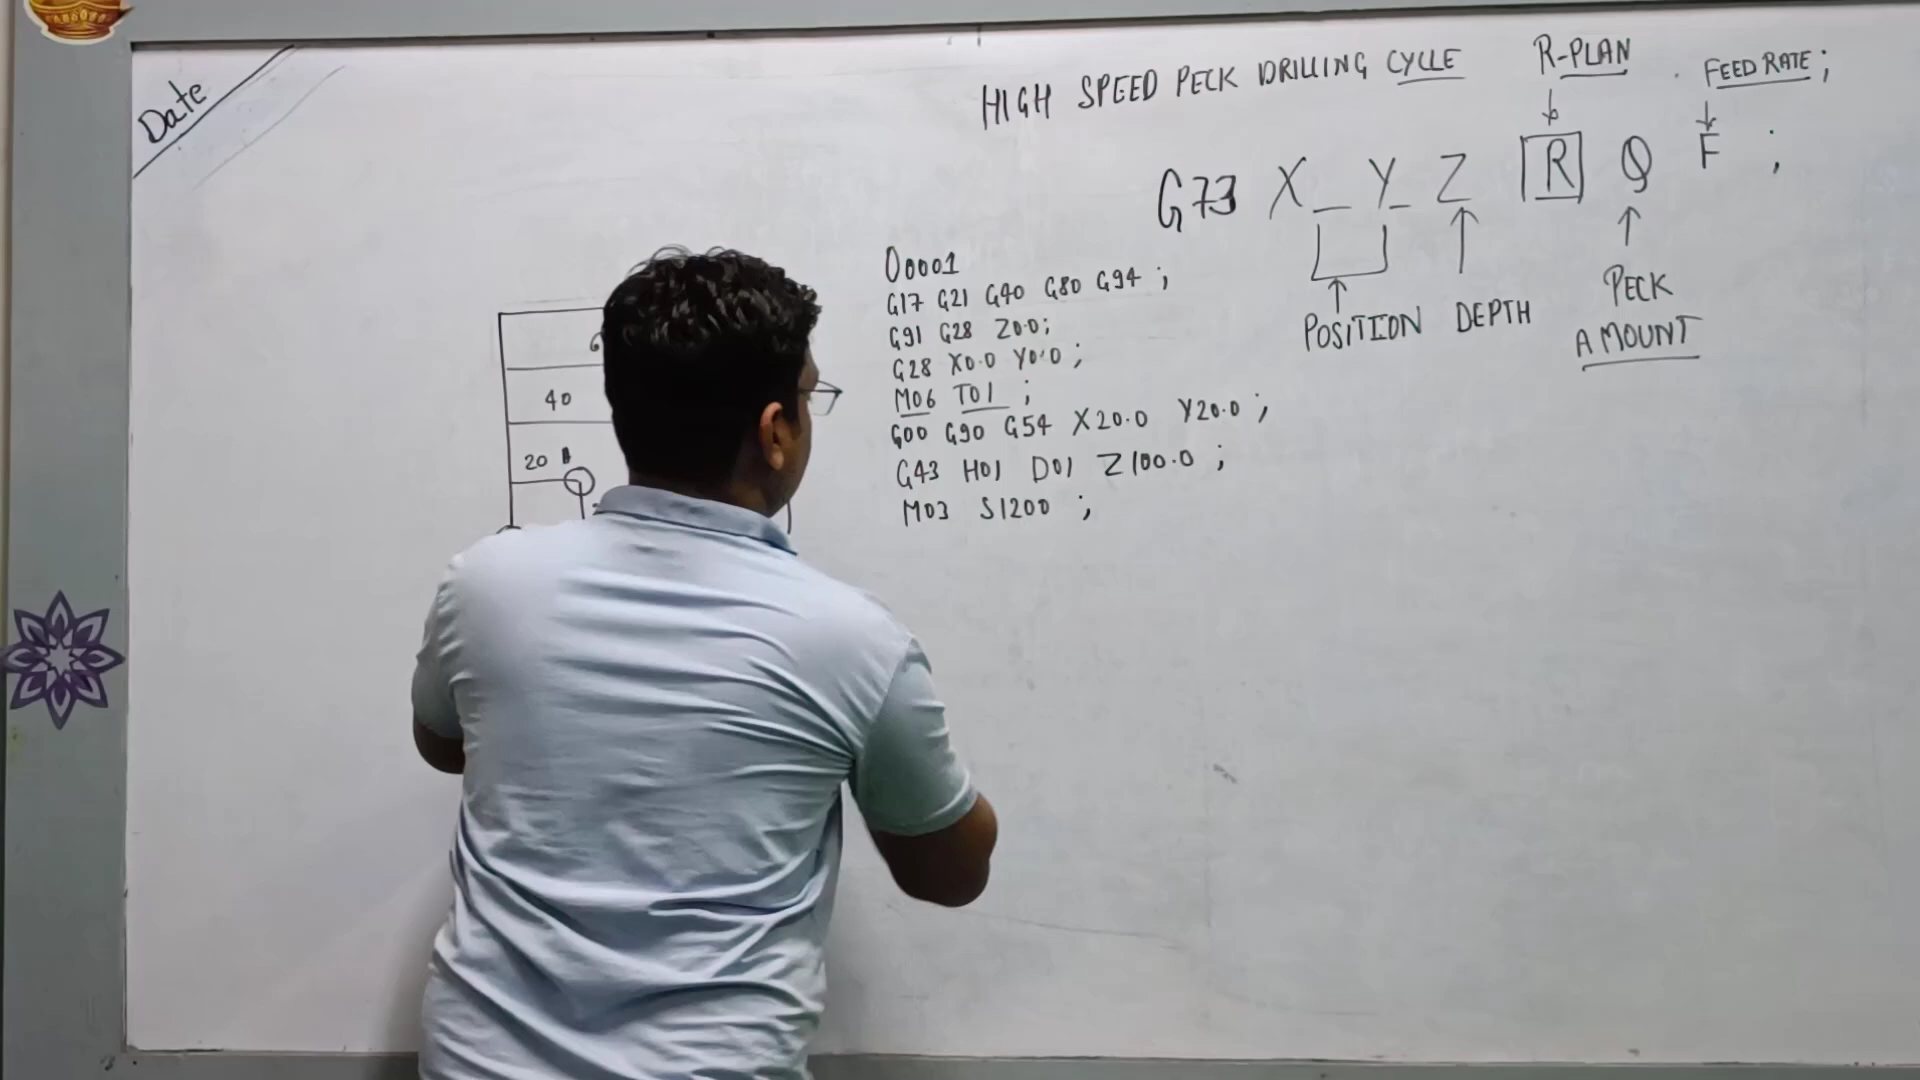 Date
HIGH SPEED PECK DRILLING CYCLE
R-PLAN
FEED RATE ;
G73 X_ Y_ Z R Q F ;
POSITION DEPTH PECK AMOUNT
O0001
G17 G21 G40 G80 G94 ;
G91 G28 Z0.0;
G28 X0.0 Y0.0 ;
M06 T01 ;
G00 G90 G54 X20.0 Y20.0 ;
G43 H01 D01 Z100.0 ;
M03 S1200 ;
40
20